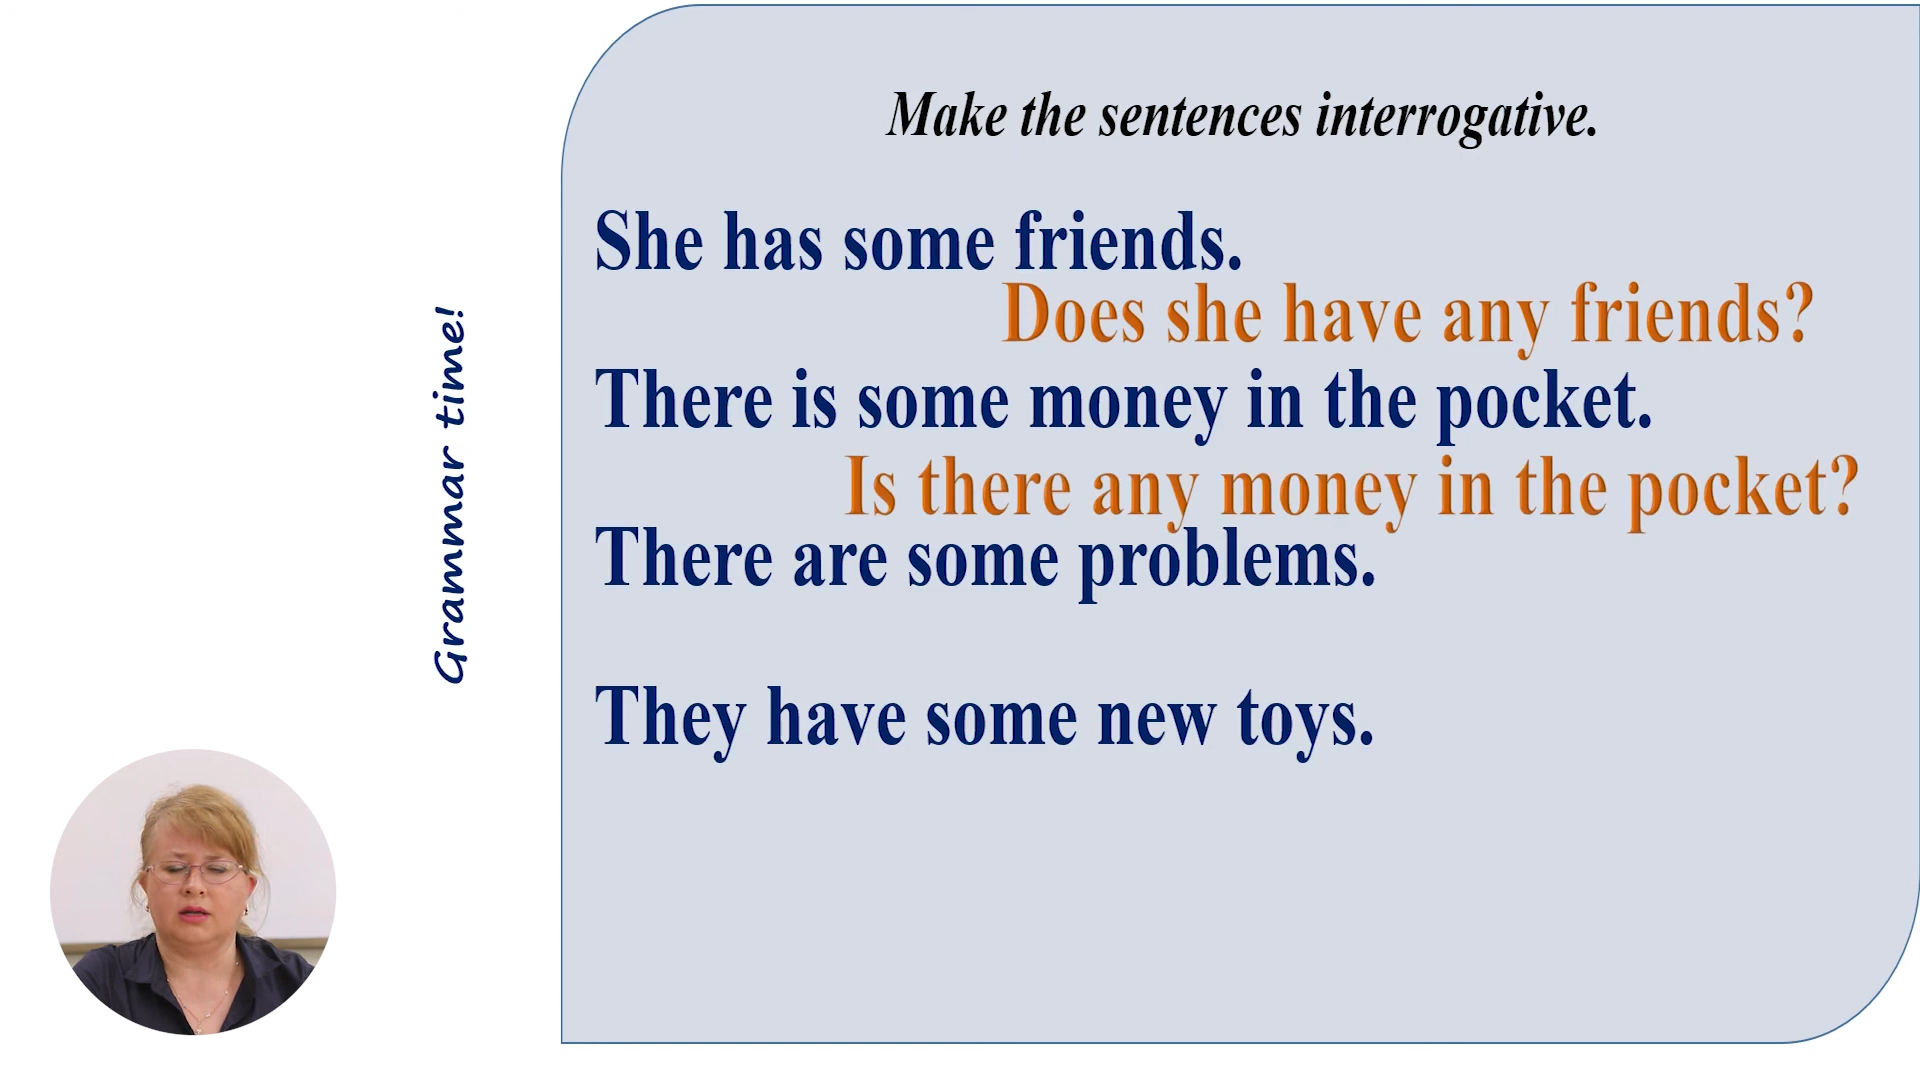 Grammar time!
Make the sentences interrogative.
She has some friends.
Does she have any friends?
There is some money in the pocket.
Is there any money in the pocket?
There are some problems.
They have some new toys.